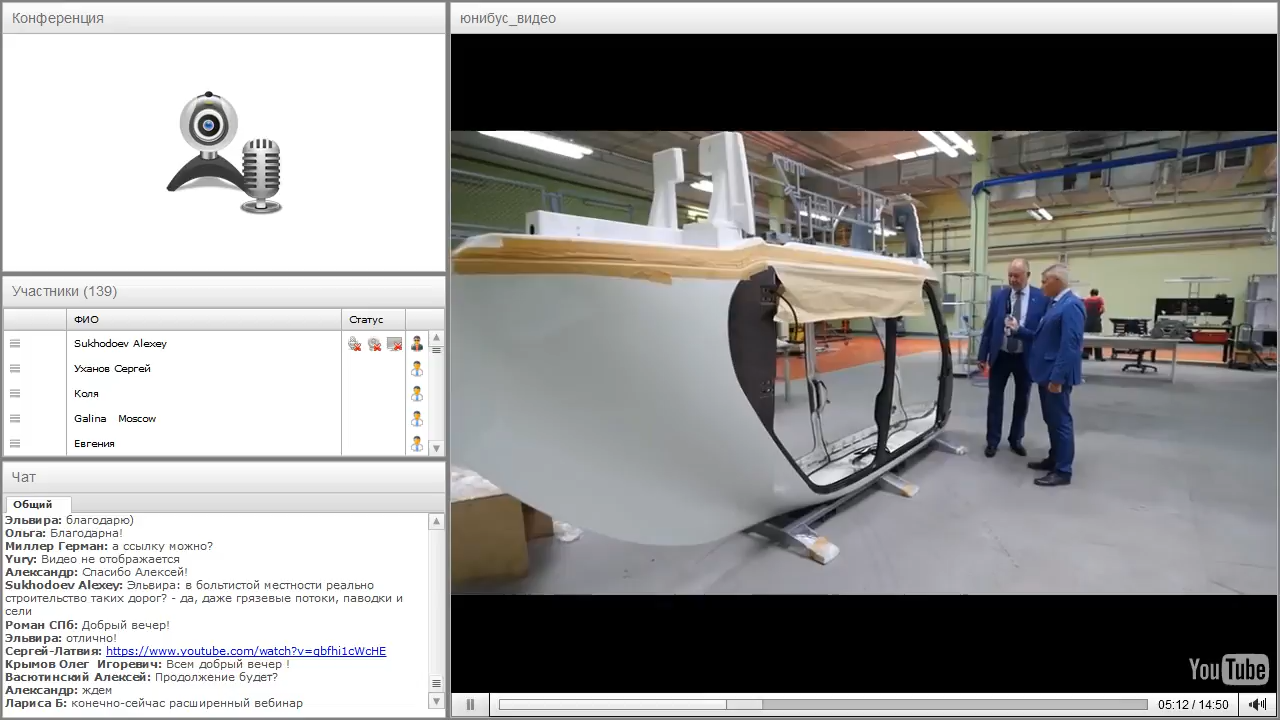 Конференция
юнибус_видео
Участники (139)
ФИО
Статус
Sukhodoev Alexey
Уханов Сергей
Коля
Galina Moscow
Евгения
Чат
Общий
Эльвира: благодарю)
Ольга: Благодарна!
Миллер Герман: а ссылку можно?
Yury: Видео не отображается
Александр: Спасибо Алексей!
Sukhodoev Alexey: Эльвира: в больтистой местности реально
строительство таких дорог? - да, даже грязевые потоки, паводки и
сели
Роман СПб: Добрый вечер!
Эльвира: отлично!
Сергей-Латвия: https://www.youtube.com/watch?v=gbfhi1cWcHE
Крымов Олег Игоревич: Всем добрый вечер !
Васютинский Алексей: Продолжение будет?
Александр: ждем
Лариса Б: конечно-сейчас расширенный вебинар
YouTube
05:12 / 14:50